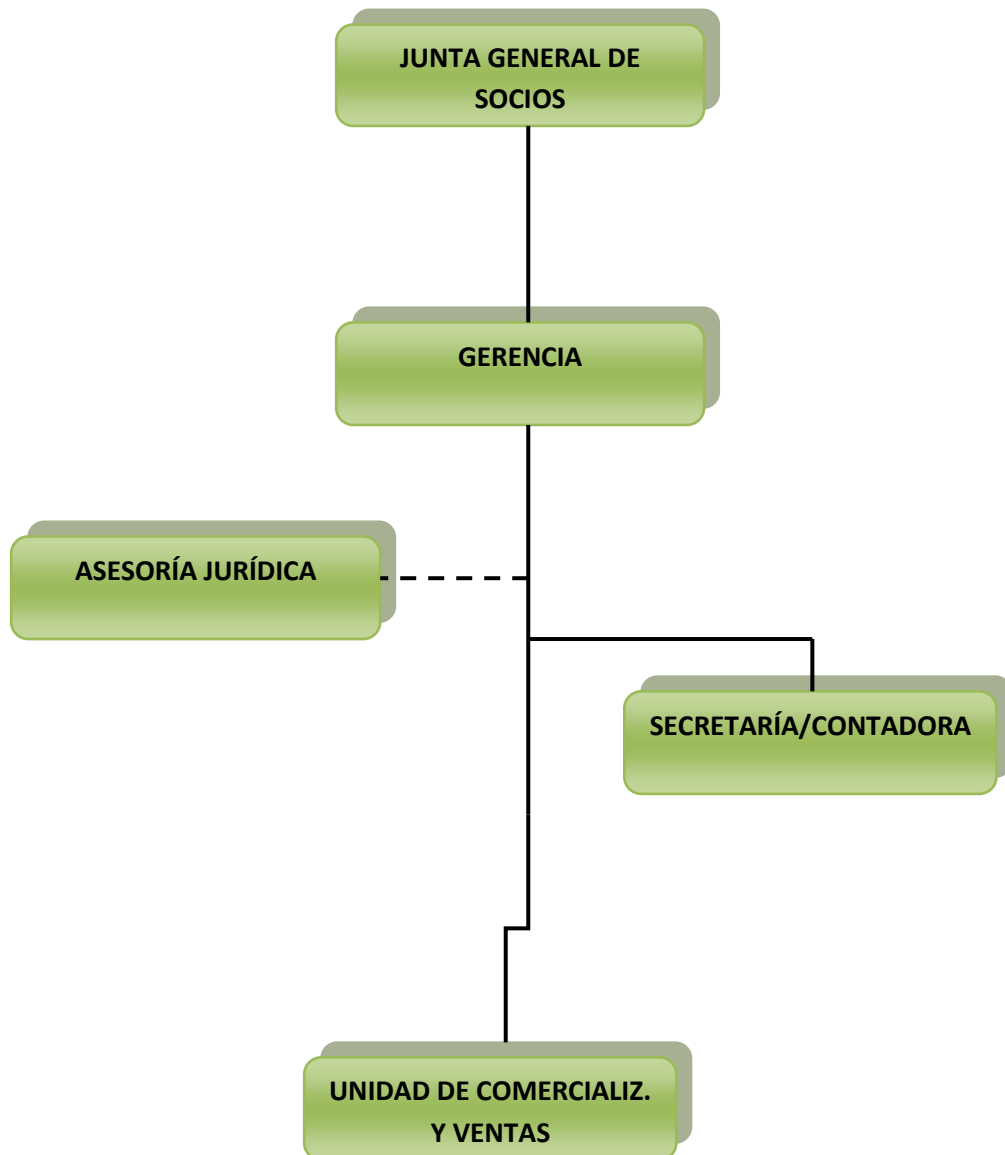 JUNTA GENERAL DE
SOCIOS
GERENCIA
ASESORÍA JURÍDICA
SECRETARÍA/CONTADORA
UNIDAD DE COMERCIALIZ.
Y VENTAS